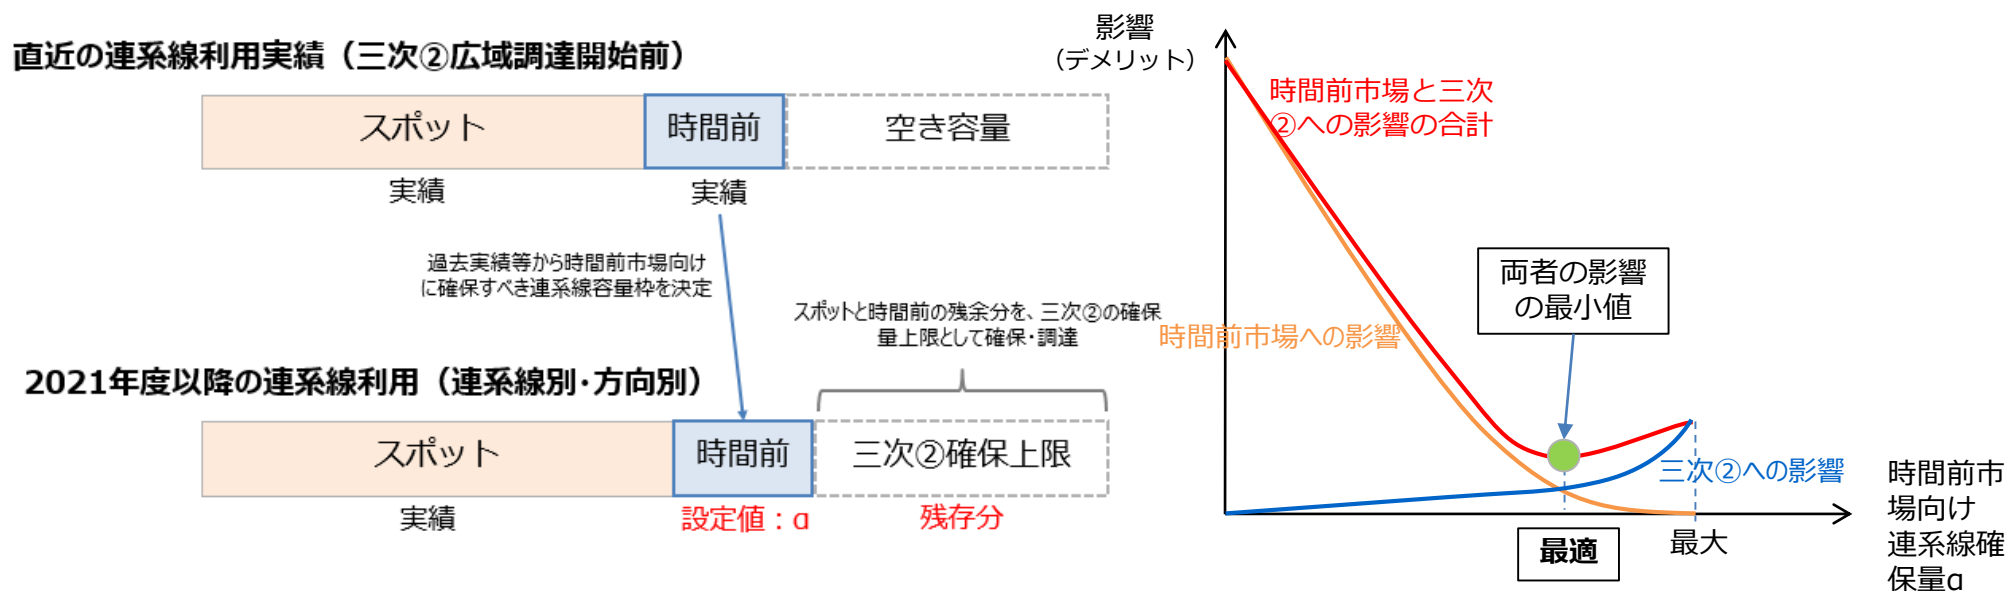 直近の連系線利用実績（三次②広域調達開始前）
スポット
時間前
空き容量
実績
実績
過去実績等から時間前市場向け
に確保すべき連系線容量枠を決定
スポットと時間前の残余分を、三次②の確保
量上限として確保・調達
2021年度以降の連系線利用（連系線別・方向別）
スポット
時間前
三次②確保上限
実績
設定値：α
残存分
影響
（デメリット）
時間前市場と三次
②への影響の合計
両者の影響
の最小値
時間前市場への影響
三次②への影響
最適
最大
時間前市
場向け
連系線確
保量α